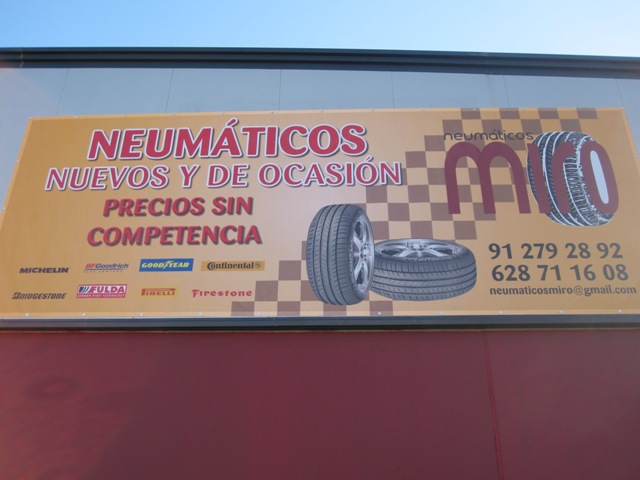 NEUMÁTICOS
NUEVOS Y DE OCASIÓN
PRECIOS SIN
COMPETENCIA
MICHELIN
BFGoodrich
GOODYEAR
Continental
BRIDGESTONE
FULDA
PIRELLI
Firestone
neumáticos
miro
91 279 28 92
628 71 16 08
neumaticosmiro@gmail.com